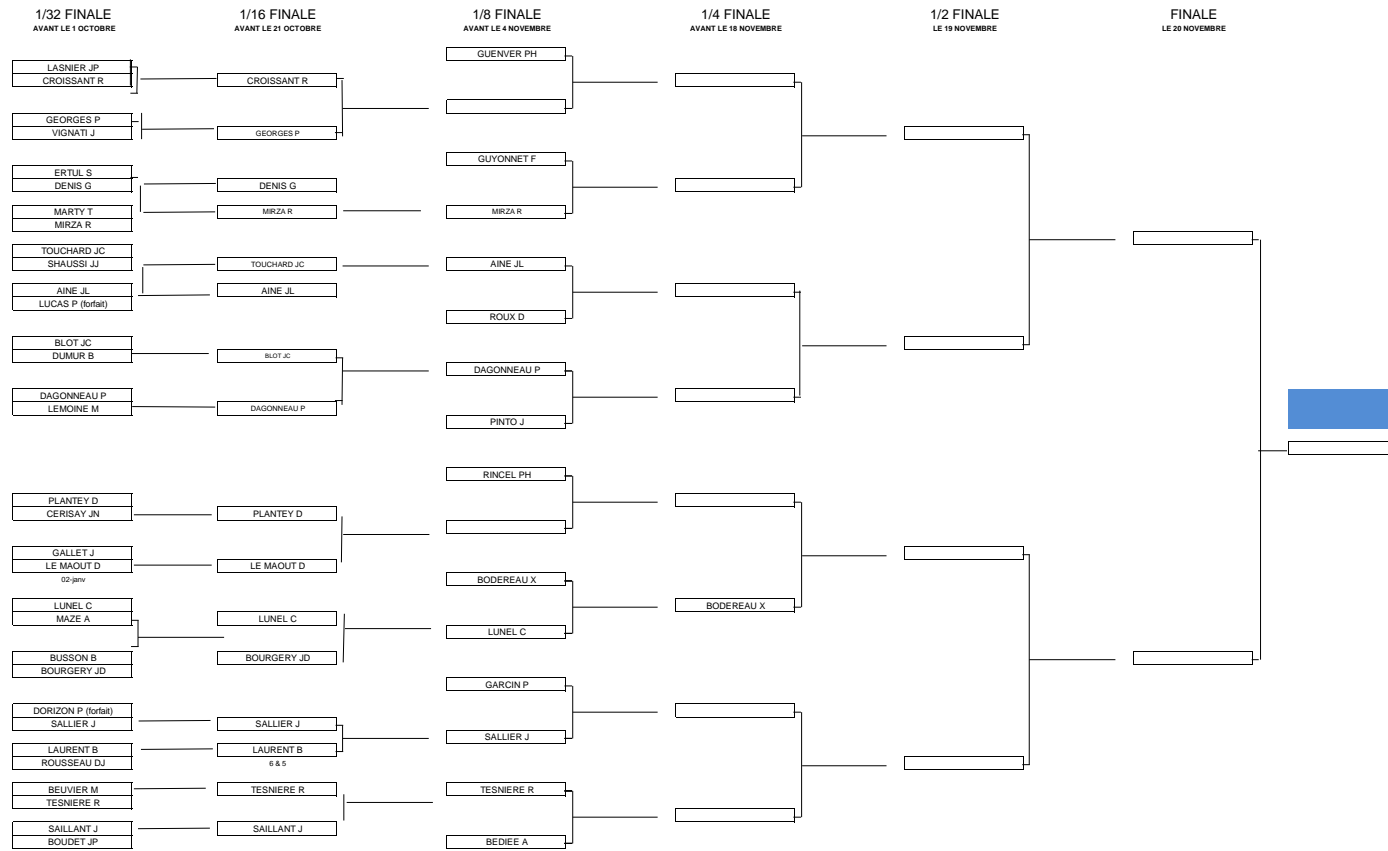 1/32 FINALE
AVANT LE 1 OCTOBRE
LASNIER JP
CROISSANT R
GEORGES P
VIGNATI J
ERTUL S
DENIS G
MARTY T
MIRZA R
TOUCHARD JC
SHAUSSI JJ
AINE JL
LUCAS P (forfait)
BLOT JC
DUMUR B
DAGONNEAU P
LEMOINE M
PLANTEY D
CERISAY JN
GALLET J
LE MAOUT D
02-janv
LUNEL C
MAZE A
BUSSON B
BOURGERY JD
DORIZON P (forfait)
SALLIER J
LAURENT B
ROUSSEAU DJ
BEUVIER M
TESNIERE R
SAILLANT J
BOUDET JP
1/16 FINALE
AVANT LE 21 OCTOBRE
CROISSANT R
GEORGES P
DENIS G
MIRZA R
TOUCHARD JC
AINE JL
BLOT JC
DAGONNEAU P
PLANTEY D
LE MAOUT D
LUNEL C
BOURGERY JD
SALLIER J
LAURENT B
6 & 5
TESNIERE R
SAILLANT J
1/8 FINALE
AVANT LE 4 NOVEMBRE
GUENVER PH
GUYONNET F
MIRZA R
AINE JL
ROUX D
DAGONNEAU P
PINTO J
RINCEL PH
BODEREAU X
LUNEL C
GARCIN P
SALLIER J
TESNIERE R
BEDIEE A
1/4 FINALE
AVANT LE 18 NOVEMBRE
BODEREAU X
1/2 FINALE
LE 19 NOVEMBRE
FINALE
LE 20 NOVEMBRE